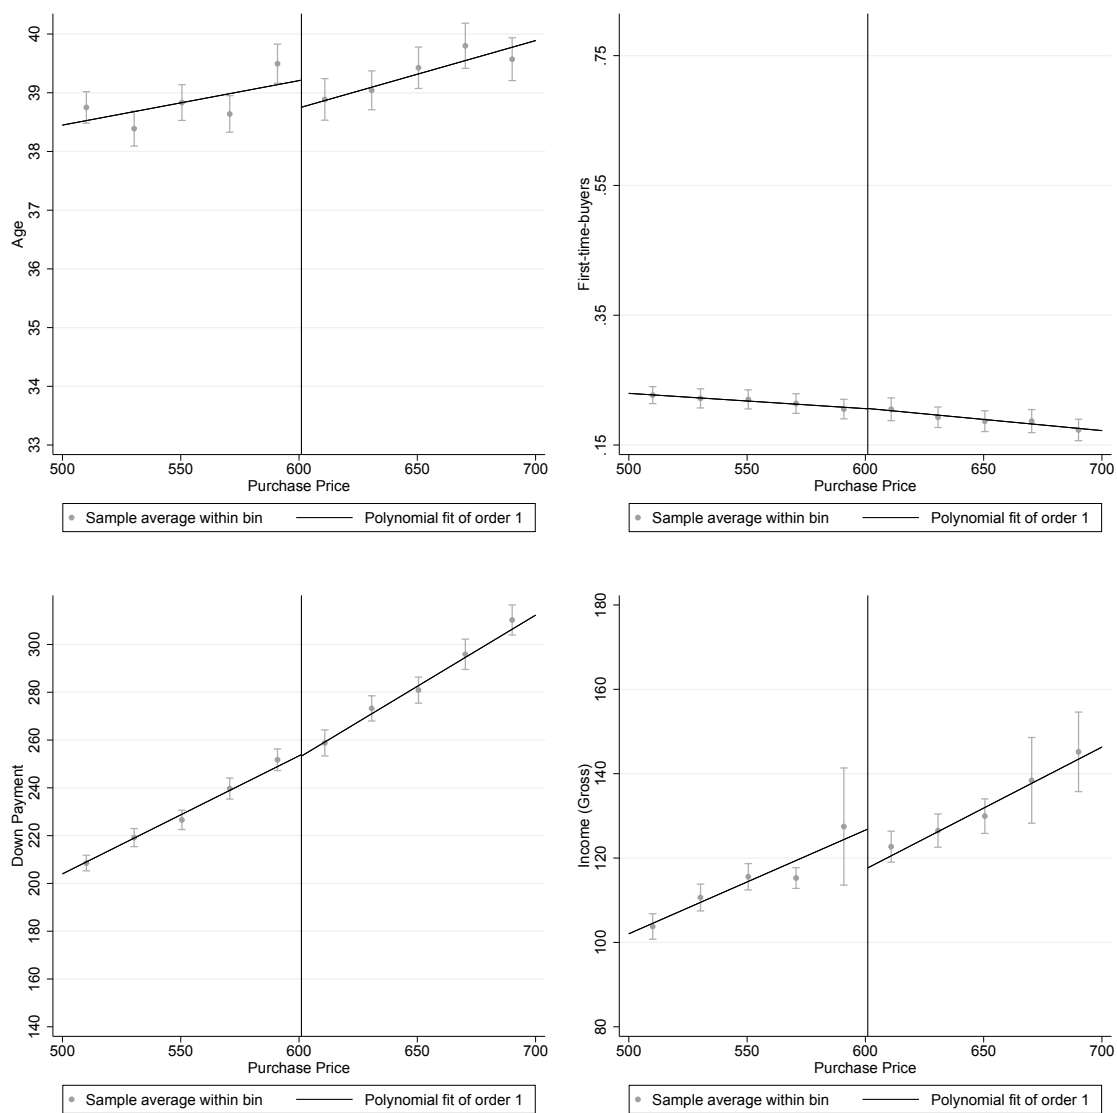 Age
40
39
38
37
36
35
34
33
500 550 600 650 700
Purchase Price
Sample average within bin Polynomial fit of order 1
First-time-buyers
.75
.55
.35
.15
500 550 600 650 700
Purchase Price
Sample average within bin Polynomial fit of order 1
Down Payment
300
280
260
240
220
200
180
160
140
500 550 600 650 700
Purchase Price
Sample average within bin Polynomial fit of order 1
Income (Gross)
180
160
140
120
100
80
500 550 600 650 700
Purchase Price
Sample average within bin Polynomial fit of order 1